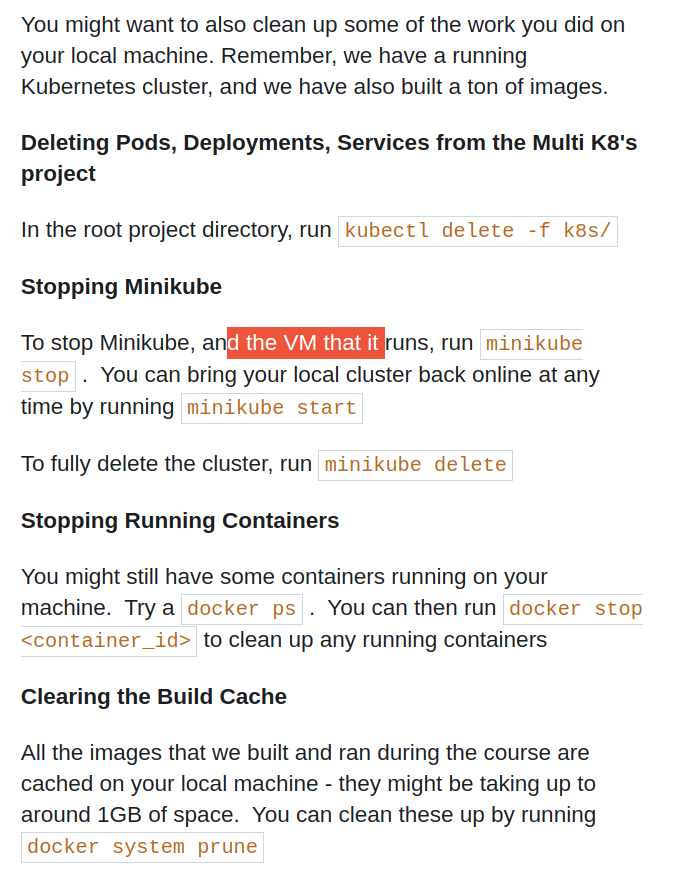 You might want to also clean up some of the work you did on
your local machine. Remember, we have a running
Kubernetes cluster, and we have also built a ton of images.
Deleting Pods, Deployments, Services from the Multi K8's
project
In the root project directory, run kubectl delete -f k8s/
Stopping Minikube
To stop Minikube, and the VM that it runs, run minikube
stop .  You can bring your local cluster back online at any
time by running minikube start
To fully delete the cluster, run minikube delete
Stopping Running Containers
You might still have some containers running on your
machine.  Try a docker ps .  You can then run docker stop
<container_id> to clean up any running containers
Clearing the Build Cache
All the images that we built and ran during the course are
cached on your local machine - they might be taking up to
around 1GB of space.  You can clean these up by running
docker system prune